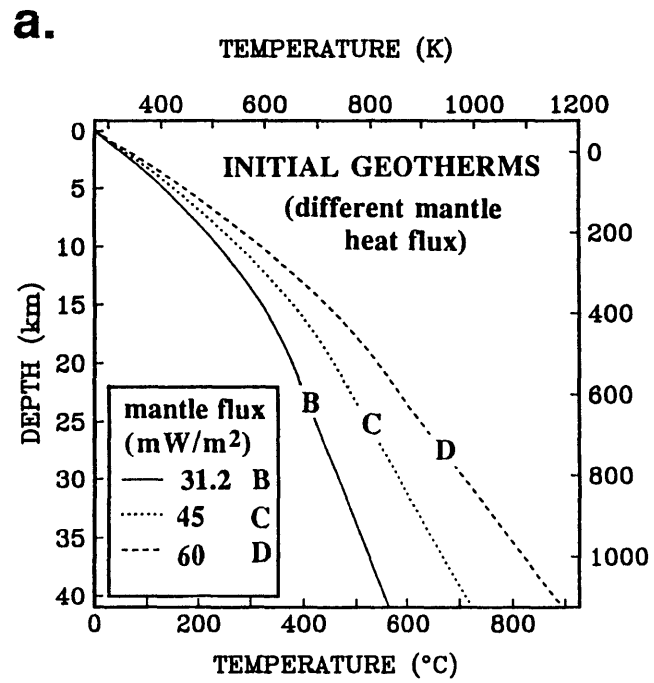 a.
TEMPERATURE (K)
400 600 800 1000 1200
INITIAL GEOTHERMS
(different mantle
heat flux)
0
5
10
15
20
25
30
35
40
DEPTH (km)
0
200
400
600
800
1000
B
C
D
mantle flux
(mW/m²)
31.2 B
45 C
60 D
0 200 400 600 800
TEMPERATURE (°C)